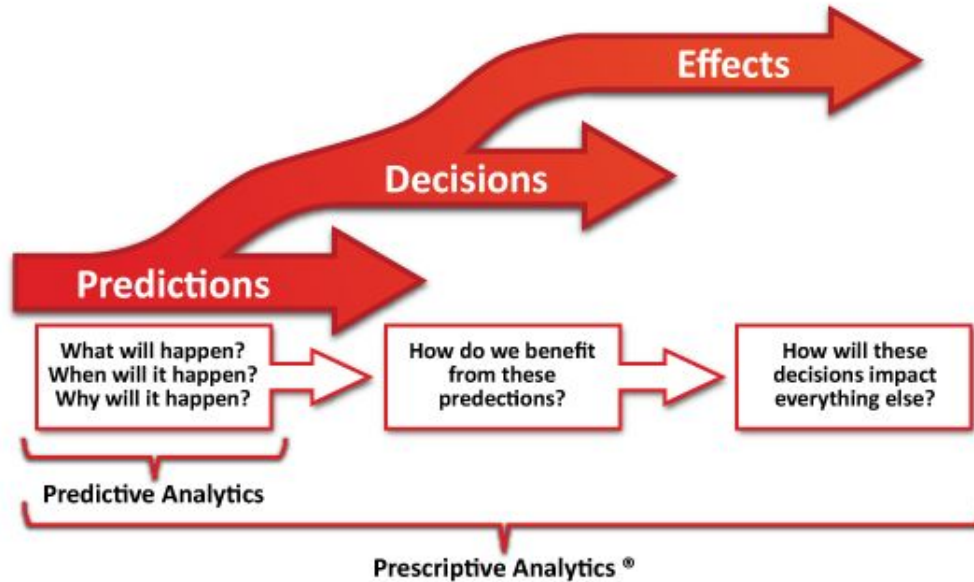 Effects
Decisions
Predictions
What will happen?
When will it happen?
Why will it happen?
How do we benefit
from these
predections?
How will these
decisions impact
everything else?
Predictive Analytics
Prescriptive Analytics ®